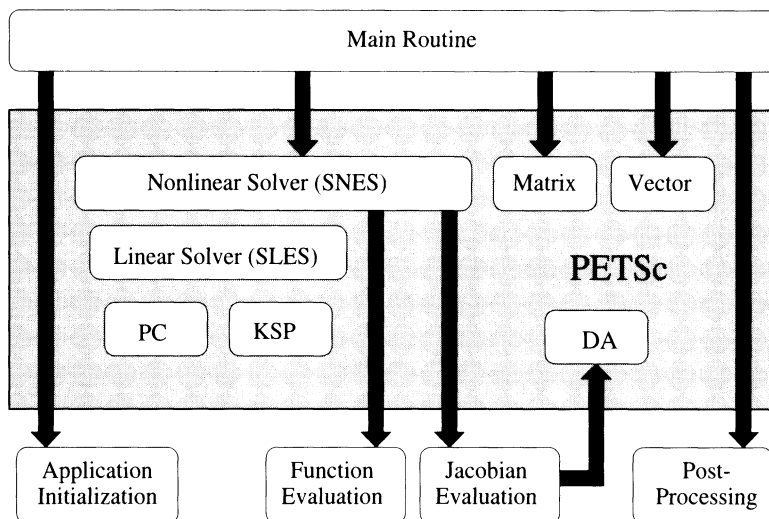 Main Routine
Nonlinear Solver (SNES)
Matrix
Vector
Linear Solver (SLES)
PETSc
PC
KSP
DA
Application
Initialization
Function
Evaluation
Jacobian
Evaluation
Post-
Processing